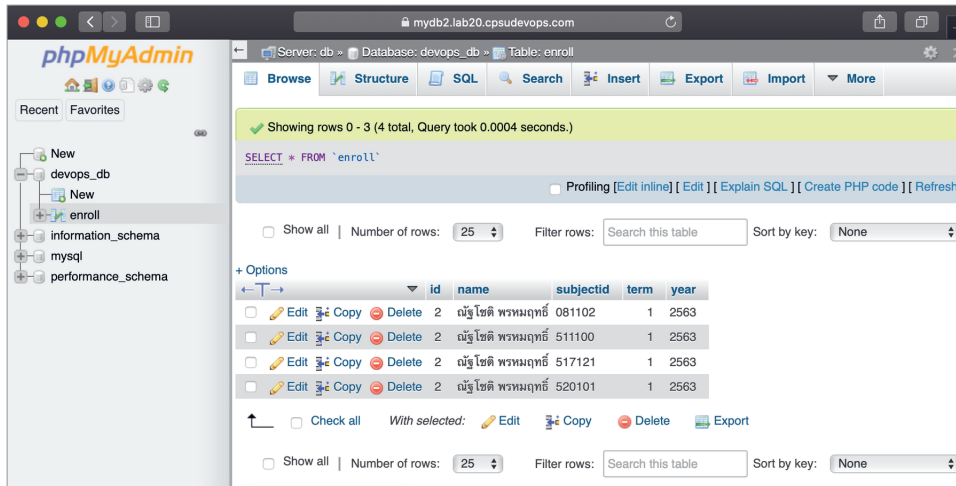 mydb2.lab20.cpsudevops.com
phpMyAdmin
Recent Favorites
New
devops_db
New
enroll
information_schema
mysql
performance_schema
Server: db » Database: devops_db » Table: enroll
Browse Structure SQL Search Insert Export Import More
Showing rows 0 - 3 (4 total, Query took 0.0004 seconds.)
SELECT * FROM `enroll`
Profiling [Edit inline] [ Edit ] [ Explain SQL ] [ Create PHP code ] [ Refresh
Show all | Number of rows: 25 Filter rows: Search this table Sort by key: None
+ Options
←T→ id name subjectid term year
Edit Copy Delete 2 ณัฐโชติ พรหมฤทธิ์ 081102 1 2563
Edit Copy Delete 2 ณัฐโชติ พรหมฤทธิ์ 511100 1 2563
Edit Copy Delete 2 ณัฐโชติ พรหมฤทธิ์ 517121 1 2563
Edit Copy Delete 2 ณัฐโชติ พรหมฤทธิ์ 520101 1 2563
Check all With selected: Edit Copy Delete Export
Show all | Number of rows: 25 Filter rows: Search this table Sort by key: None